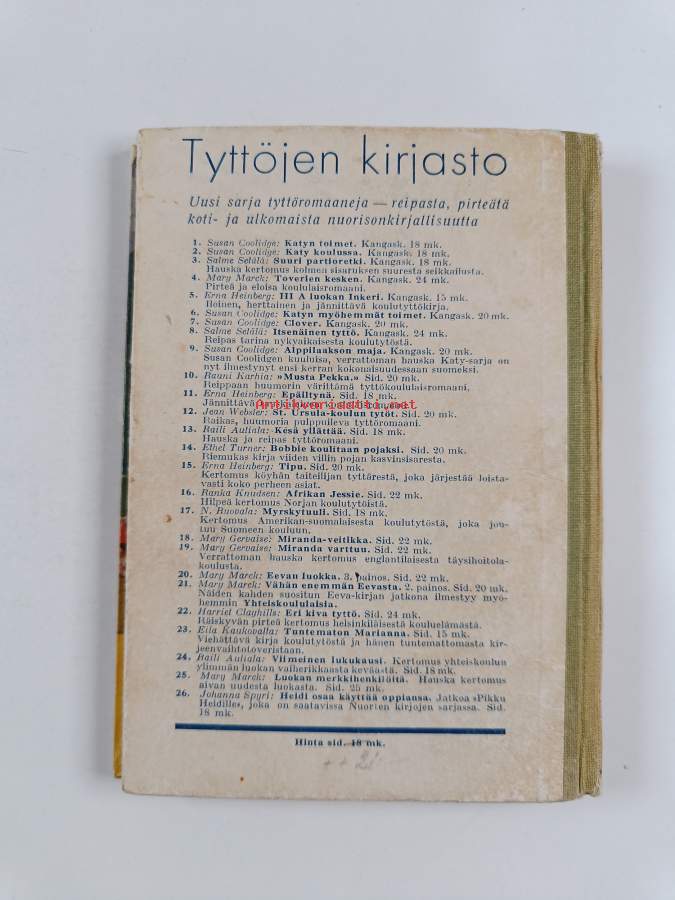 Tyttöjen kirjasto
Uusi sarja tyttöromaaneja — reipasta, pirteätä
koti- ja ulkomaista nuorisonkirjallisuutta
1. Susan Coolidge: Katyn toimet. Kangask. 18 mk.
2. Susan Coolidge: Katy koulussa. Kangask. 18 mk.
3. Salme Setälä: Suuri partioretki. Kangask. 18 mk.
Hauska kertomus kolmen sisaruksen suuresta seikkailusta.
4. Mary Marck: Toverien kesken. Kangask. 24 mk.
Pirteä ja eloisa koululaisromaani.
5. Erna Heinberg: III A luokan Inkeri. Kangask. 15 mk.
Iloinen, herttainen ja jännittävä koulutyttökirja.
6. Susan Coolidge: Katyn myöhemmät toimet. Kangask. 20 mk.
7. Susan Coolidge: Clover. Kangask. 20 mk.
8. Salme Setälä: Itsenäinen tyttö. Kangask. 24 mk.
Reipas tarina nykyaikaisesta koulutytöstä.
9. Susan Coolidge: Alppilaakson maja. Kangask. 20 mk.
Susan Coolidgen kuuluisa, verrattoman hauska Katy-sarja on
nyt ilmestynyt ensi kerran kokonaisuudessaan suomeksi.
10. Rauni Karhia: »Musta Pekka.» Sid. 20 mk.
Reippaan huumorin värittämä tyttökoululaisromaani.
11. Erna Heinberg: Epäiltynä. Sid. 18 mk.
Jännittävä
Antikvariaatti.net
12. Jean Webster: St. Ursula-koulun tytöt. Sid. 20 mk.
Raikas, huumoria pulppuileva tyttöromaani.
13. Raili Auliala: Kesä yllättää. Sid. 18 mk.
Hauska ja reipas tyttöromaani.
14. Ethel Turner: Bobbie koulitaan pojaksi. Sid. 20 mk.
Riemukas kirja viiden villin pojan kasvinsisaresta.
15. Erna Heinberg: Tipu. Sid. 20 mk.
Kertomus köyhän taiteilijan tyttärestä, joka järjestää loista-
vasti koko perheen asiat.
16. Ranka Knudsen: Afrikan Jessie. Sid. 22 mk.
Hilpeä kertomus Norjan koulutytöistä.
17. N. Ruovala: Myrskytuuli. Sid. 18 mk.
Kertomus Amerikan-suomalaisesta koulutytöstä, joka jou-
tuu Suomeen kouluun.
18. Mary Gervaise: Miranda-veitikka. Sid. 22 mk.
19. Mary Gervaise: Miranda varttuu. Sid. 22 mk.
Verrattoman hauska kertomus englantilaisesta täysihoitola-
koulusta.
20. Mary Marck: Eevan luokka. 3. painos. Sid. 22 mk.
21. Mary Marck: Vähän enemmän Eevasta. 2. painos. Sid. 20 mk.
Näiden kahden suositun Eeva-kirjan jatkona ilmestyy myö-
hemmin Yhteiskoululaisia.
22. Harriet Clayhills: Eri kiva tyttö. Sid. 24 mk.
Räiskyvän pirteä kertomus helsinkiläisestä kouluelämästä.
23. Eila Kaukovalta: Tuntematon Marianna. Sid. 15 mk.
Viehättävä kirja koulutytöstä ja hänen tuntemattomasta kir-
jeenvaihtoloveristaan.
24. Raili Auliala: Viimeinen lukukausi. Kertomus yhteiskoulun
ylimmän luokan vaiherikkaasta keväästä. Sid. 18 mk.
25. Mary Marck: Luokan merkkihenkilöitä. Hauska kertomus
aivan uudesta luokasta. Sid. 25 mk.
26. Johanna Spyri: Heidi osaa käyttää oppiansa. Jatkoa »Pikku
Heidille», joka on saatavissa Nuorten kirjojen sarjassa. Sid.
18 mk.
Hinta sid. 18 mk.